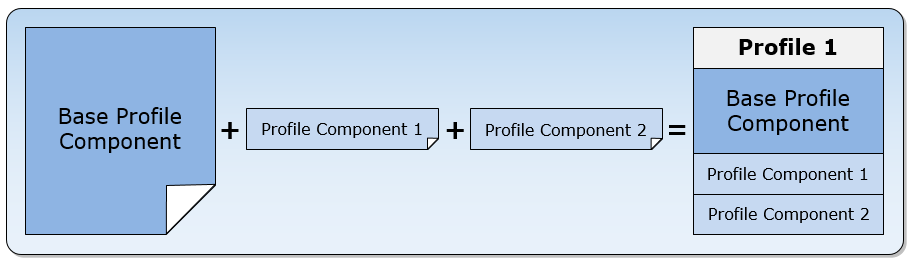 Base Profile
Component
+
Profile Component 1
+
Profile Component 2
=
Profile 1
Base Profile
Component
Profile Component 1
Profile Component 2